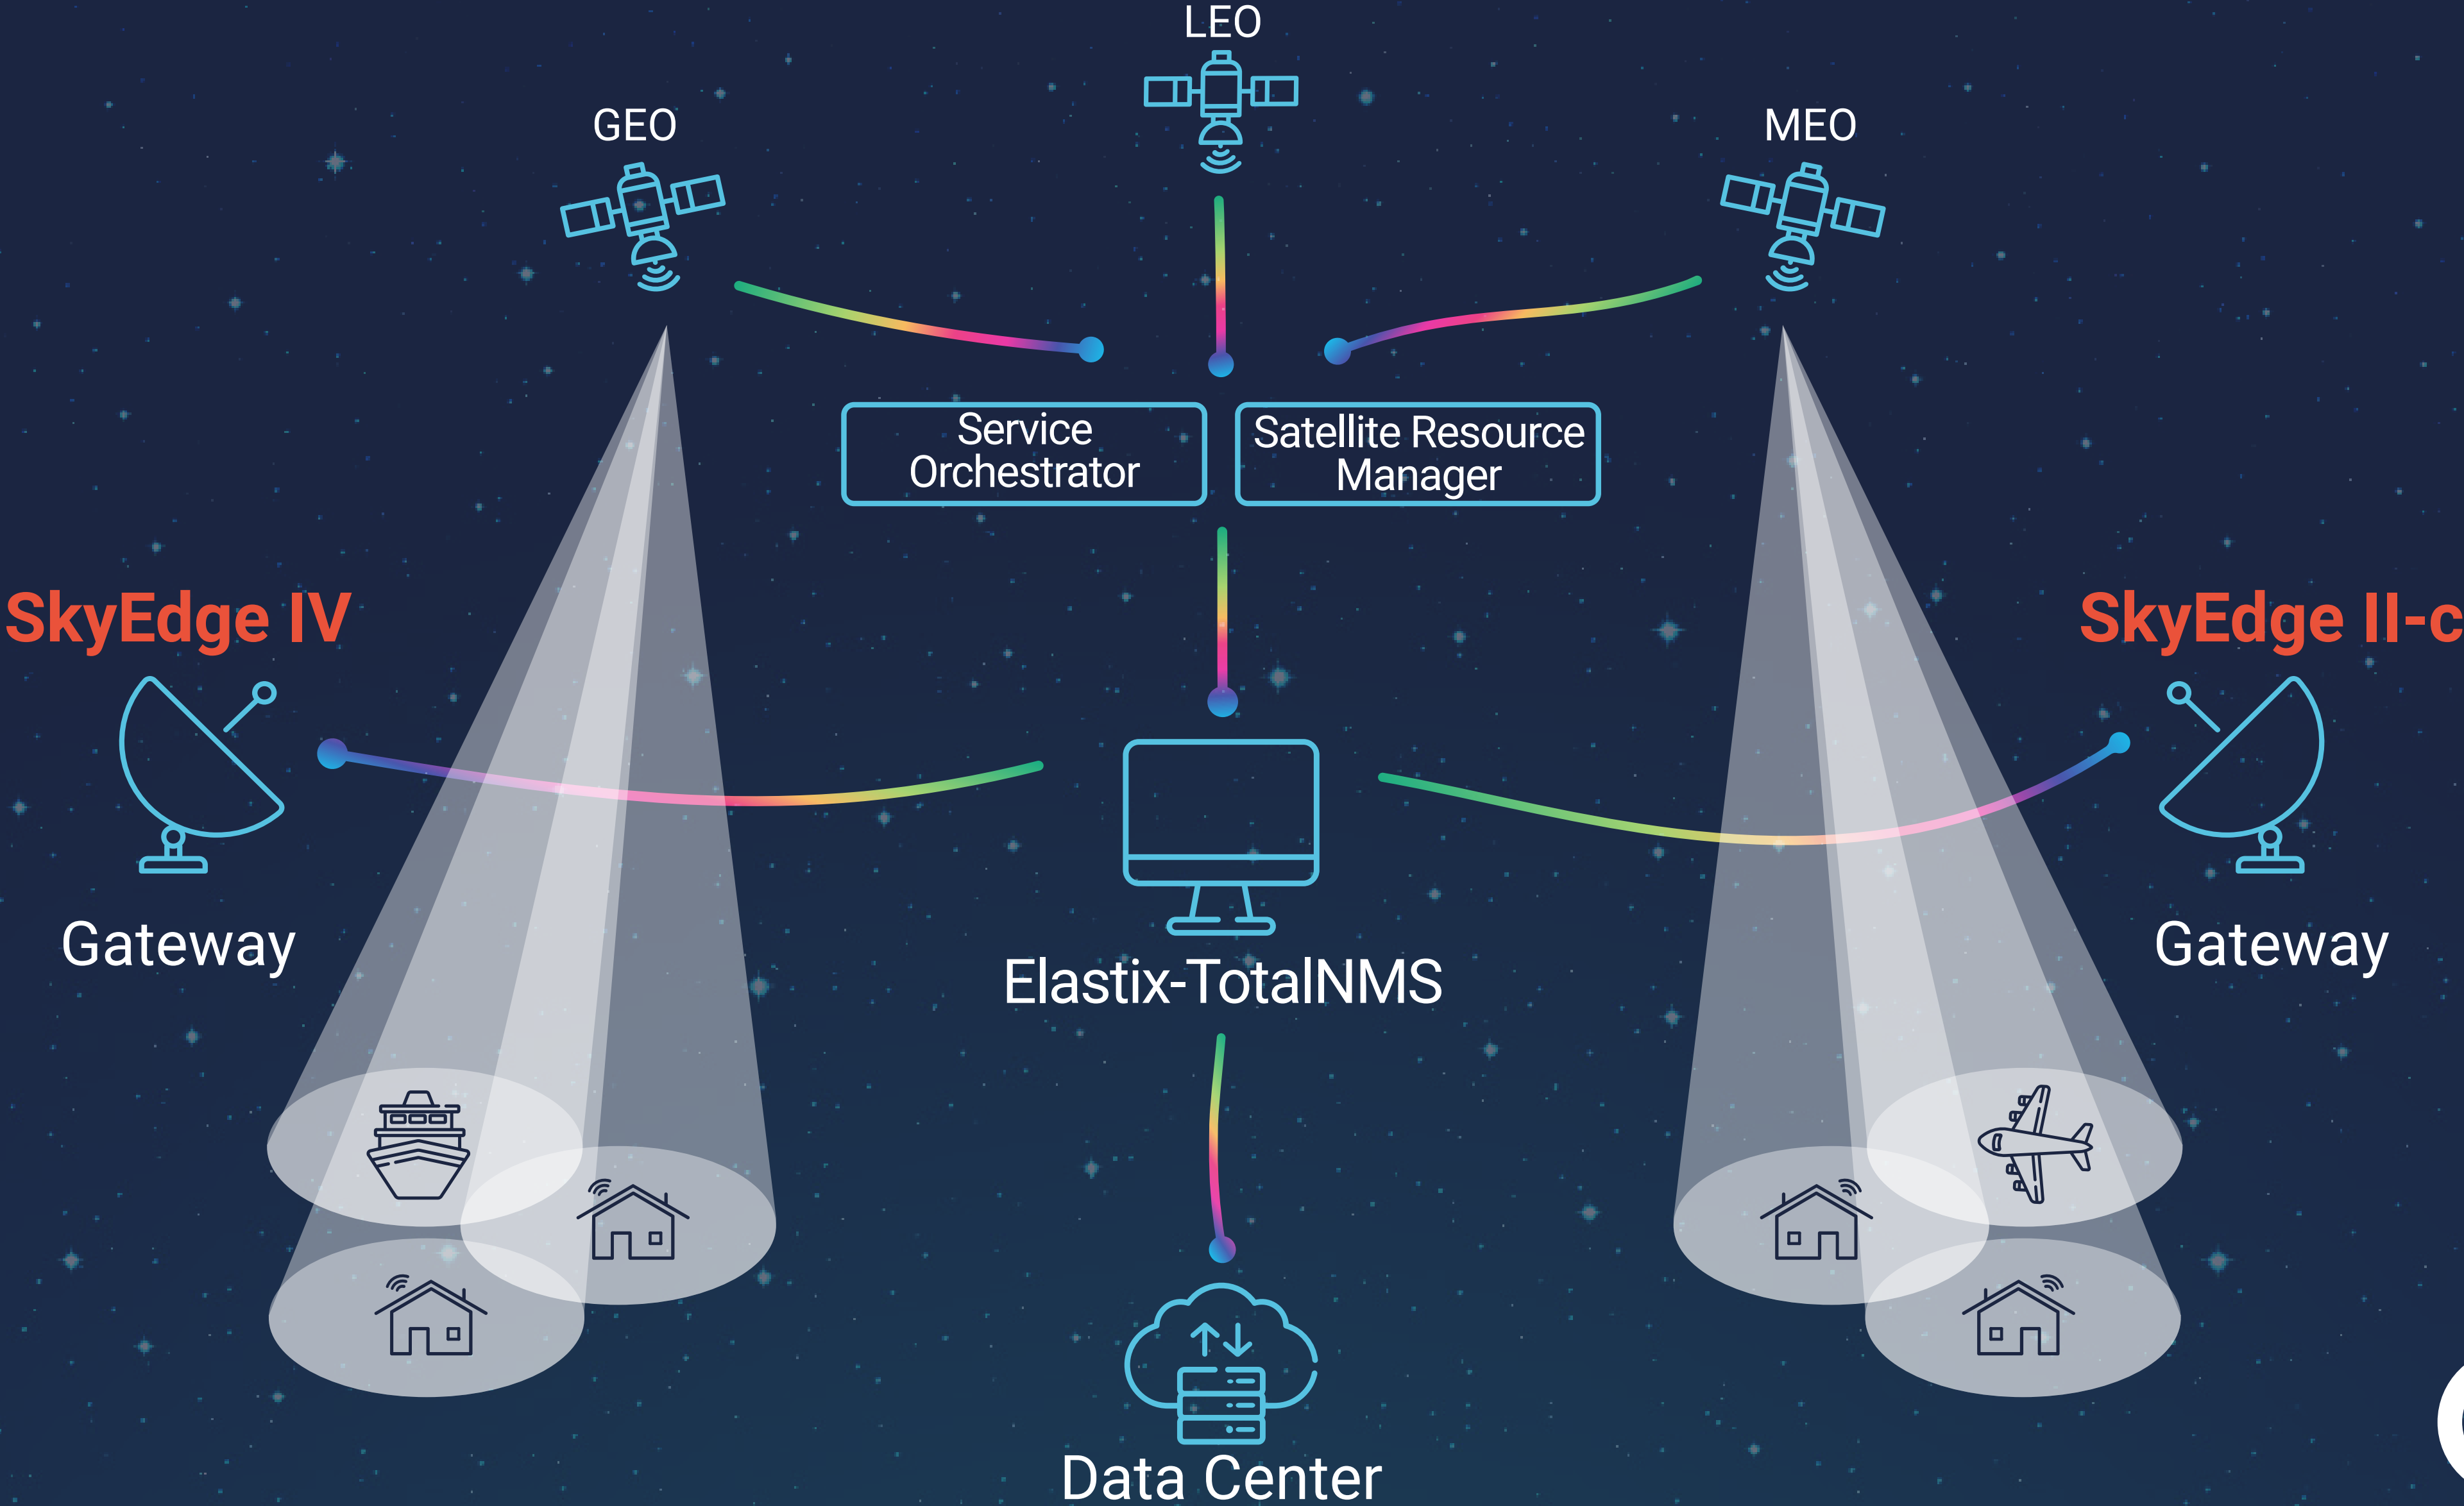 LEO
GEO
MEO
Service
Orchestrator
Satellite Resource
Manager
SkyEdge IV
SkyEdge II-c
Gateway
Gateway
Elastix-TotalNMS
Data Center